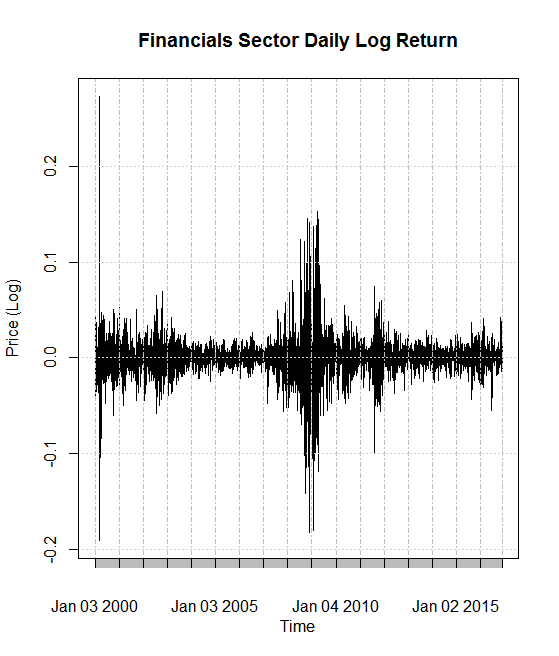 Financials Sector Daily Log Return
Price (Log)
0.2
0.1
0.0
-0.1
-0.2
Jan 03 2000 Jan 03 2005 Jan 04 2010 Jan 02 2015
Time